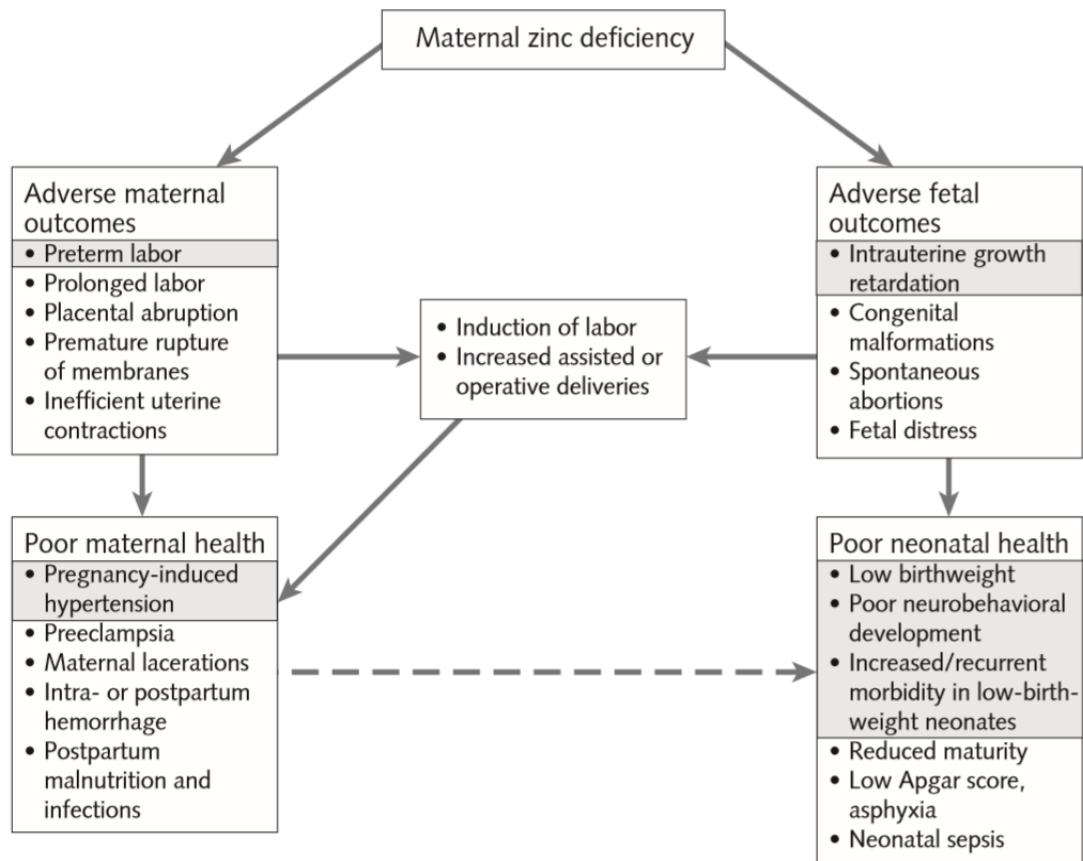 Maternal zinc deficiency
Adverse maternal
outcomes
• Preterm labor
• Prolonged labor
• Placental abruption
• Premature rupture
of membranes
• Inefficient uterine
contractions
• Induction of labor
• Increased assisted or
operative deliveries
Adverse fetal
outcomes
• Intrauterine growth
retardation
• Congenital
malformations
• Spontaneous
abortions
• Fetal distress
Poor maternal health
• Pregnancy-induced
hypertension
• Preeclampsia
• Maternal lacerations
• Intra- or postpartum
hemorrhage
• Postpartum
malnutrition and
infections
Poor neonatal health
• Low birthweight
• Poor neurobehavioral
development
• Increased/recurrent
morbidity in low-birth-
weight neonates
• Reduced maturity
• Low Apgar score,
asphyxia
• Neonatal sepsis